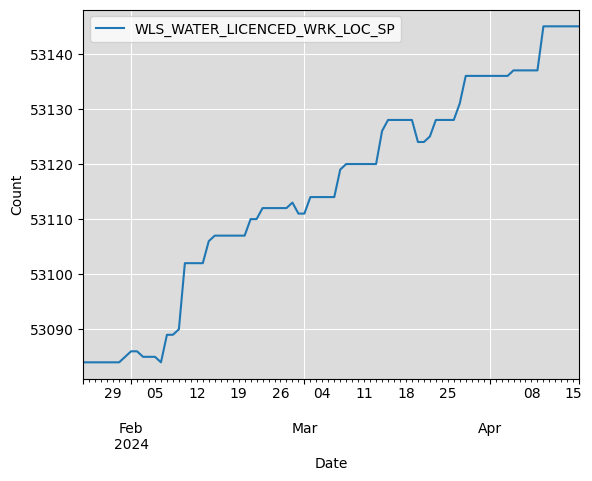 WLS_WATER_LICENCED_WRK_LOC_SP
53140
53130
53120
53110
53100
53090
Count
29 05 12 19 26 04 11 18 25 08 15
Feb Mar Apr
2024
Date